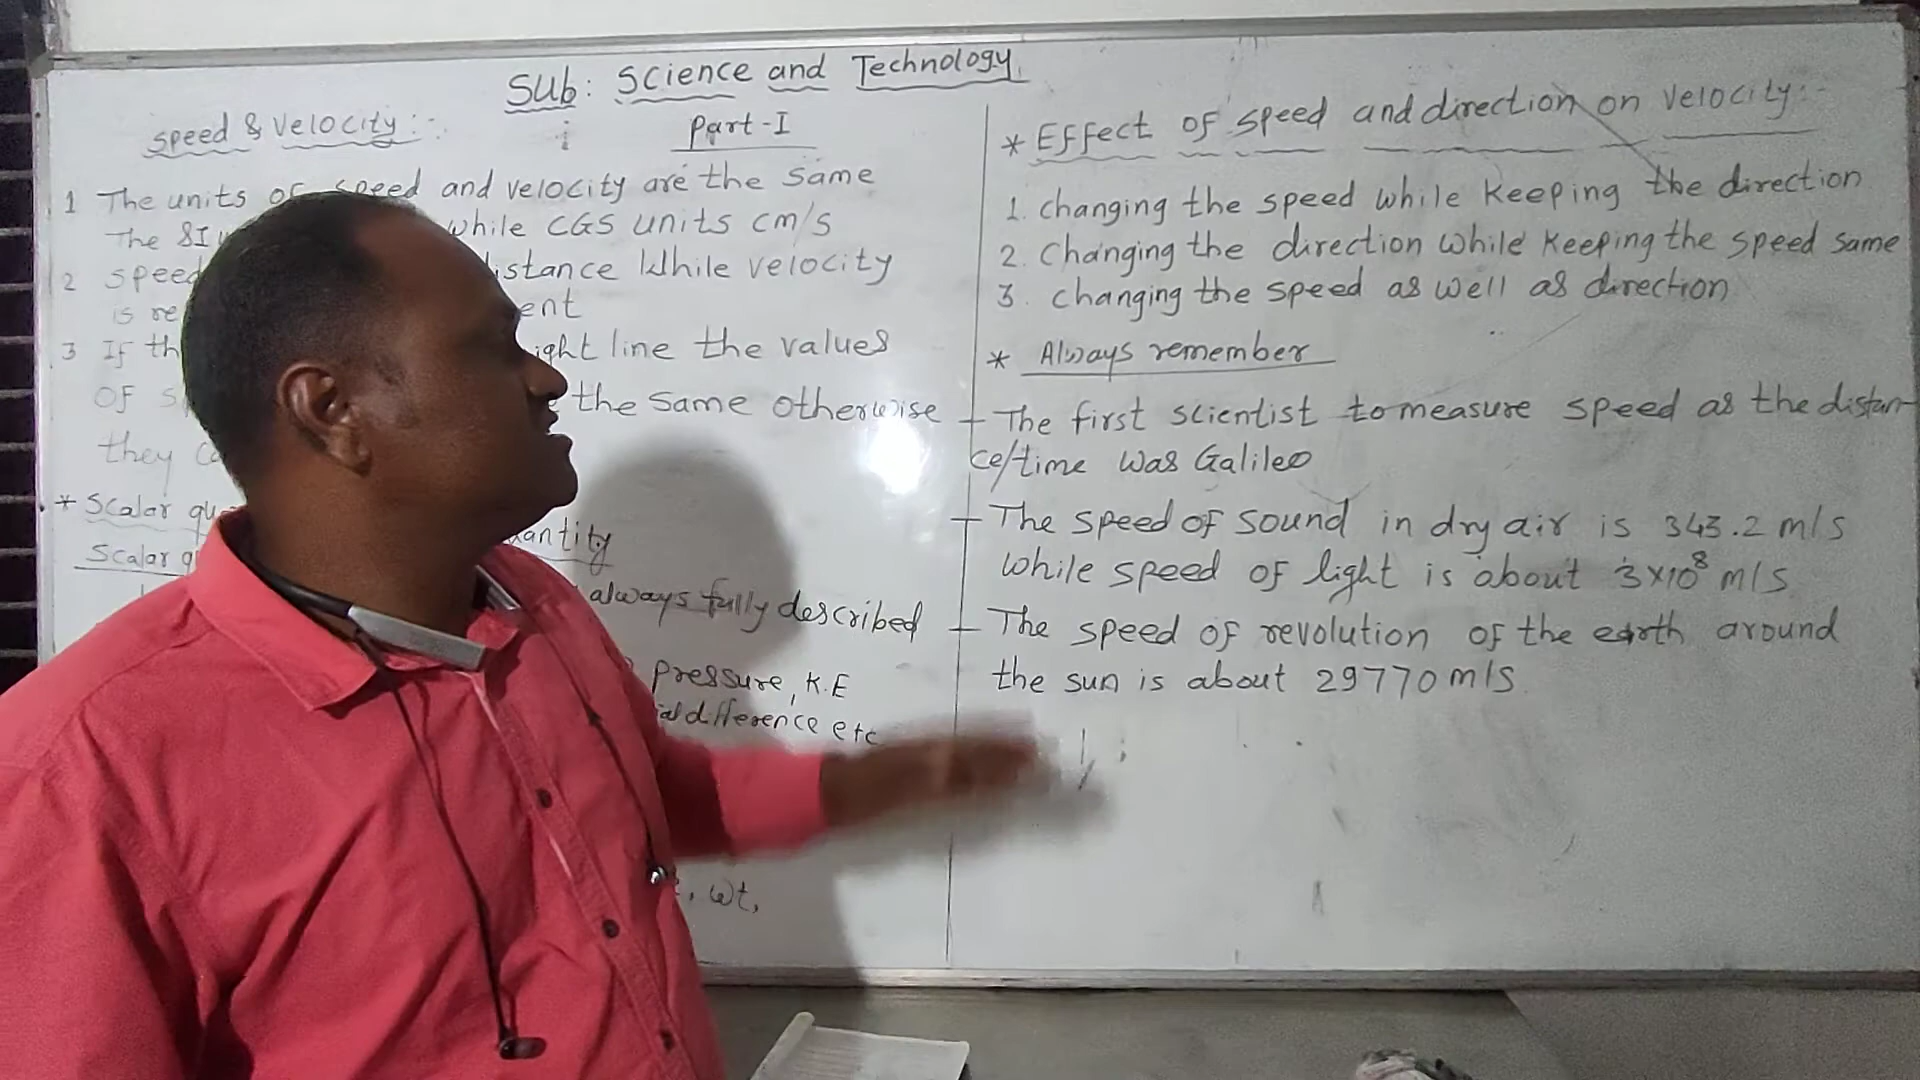 Sub: Science and Technology
Part-I
Speed & Velocity:-
1 The units of speed and velocity are the same
The SI while CGS units cm/s
2 speed distance While velocity
is re ent
3 If th ight line the values
OF s the same otherwise
they
* Scalar qu
Scalar q uantity
always fully described
pressure, K.E
ial difference etc
, wt,
* Effect of speed and direction on velocity:-
1. changing the speed while keeping the direction
2. Changing the direction while keeping the speed same
3. changing the speed as well as direction
* Always remember
- The first scientist to measure speed as the distan-
ce/time was Galileo
- The speed of sound in dry air is 343.2 m/s
while speed of light is about 3×10⁸ m/s
- The speed of revolution of the earth around
the sun is about 29770 m/s